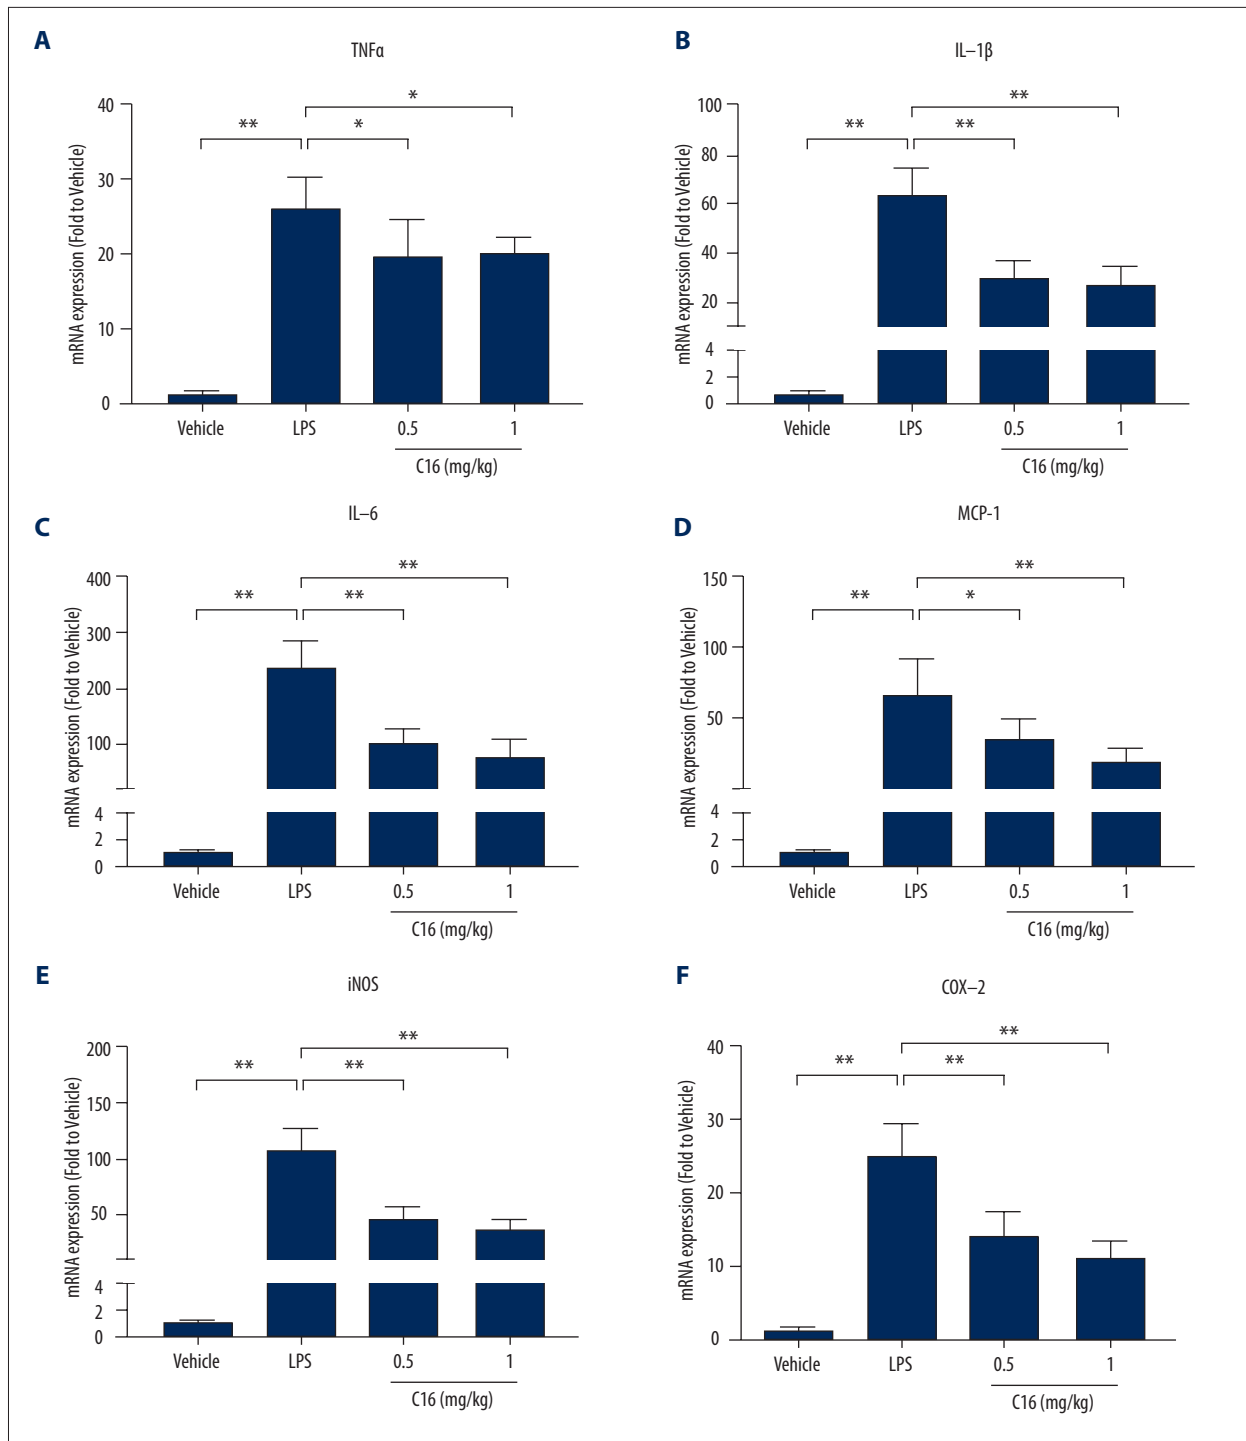 A
TNFα
mRNA expression (Fold to Vehicle)
40
30
20
10
0
**
*
*
Vehicle
LPS
0.5
1
C16 (mg/kg)
B
IL–1β
mRNA expression (Fold to Vehicle)
100
80
60
40
20
4
2
0
**
**
**
Vehicle
LPS
0.5
1
C16 (mg/kg)
C
IL–6
mRNA expression (Fold to Vehicle)
400
300
200
100
4
2
0
**
**
**
Vehicle
LPS
0.5
1
C16 (mg/kg)
D
MCP-1
mRNA expression (Fold to Vehicle)
150
100
50
4
2
0
**
*
**
Vehicle
LPS
0.5
1
C16 (mg/kg)
E
iNOS
mRNA expression (Fold to Vehicle)
200
150
100
50
4
2
0
**
**
**
Vehicle
LPS
0.5
1
C16 (mg/kg)
F
COX–2
mRNA expression (Fold to Vehicle)
40
30
20
10
0
**
**
**
Vehicle
LPS
0.5
1
C16 (mg/kg)